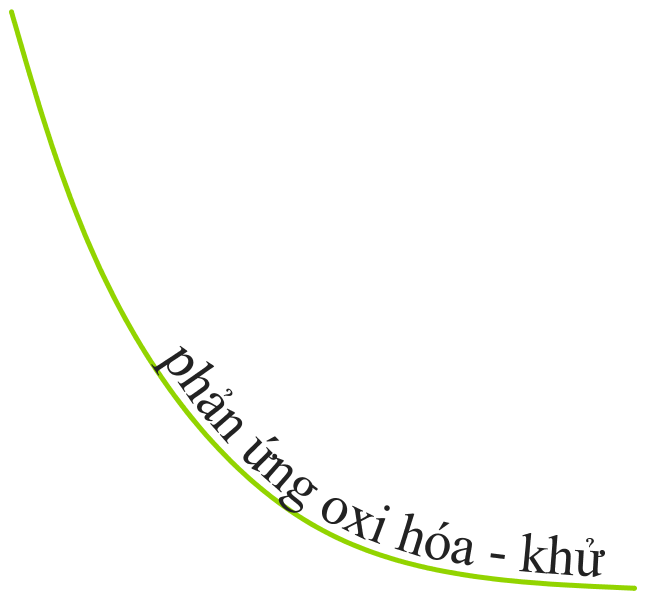 phản ứng oxi hóa - khử